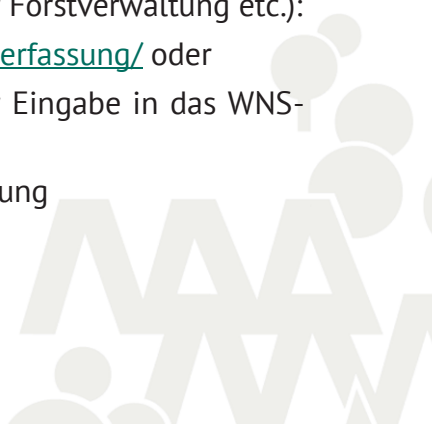 Forstverwaltung etc.):
erfassung/ oder
Eingabe in das WNS-
ung